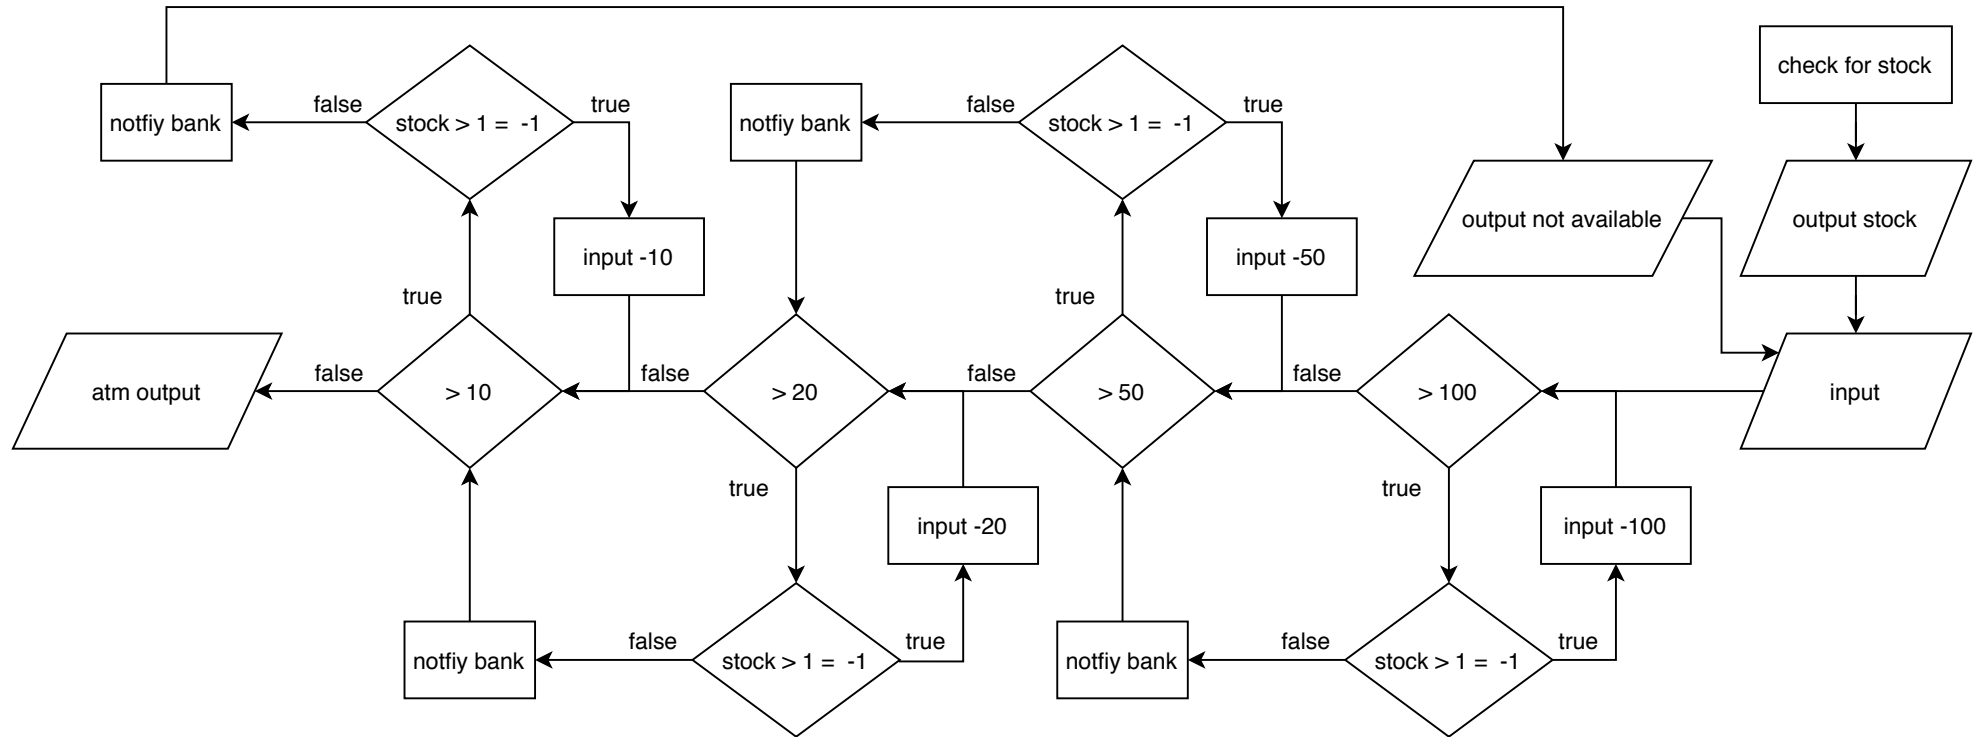 check for stock
false
true
false
true
notfiy bank
stock > 1 =  -1
notfiy bank
stock > 1 =  -1
output not available
output stock
input -10
input -50
true
true
false
false
false
false
atm output
> 10
> 20
> 50
> 100
input
true
true
input -20
input -100
false
true
false
true
notfiy bank
stock > 1 =  -1
notfiy bank
stock > 1 =  -1